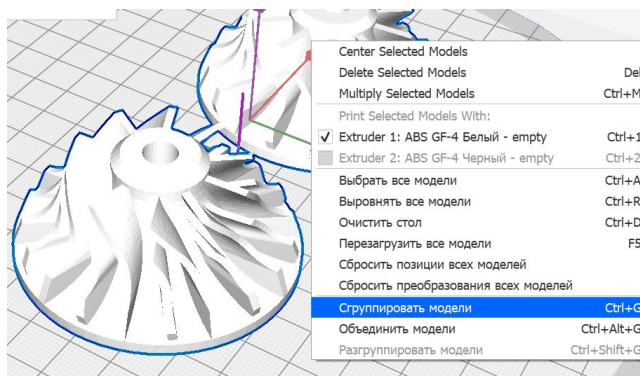 Center Selected Models
Delete Selected Models Del
Multiply Selected Models Ctrl+M
Print Selected Models With:
Extruder 1: ABS GF-4 Белый - empty Ctrl+1
Extruder 2: ABS GF-4 Черный - empty Ctrl+2
Выбрать все модели Ctrl+A
Выровнять все модели Ctrl+R
Очистить стол Ctrl+D
Перезагрузить все модели F5
Сбросить позиции всех моделей
Сбросить преобразования всех моделей
Сгруппировать модели Ctrl+G
Объединить модели Ctrl+Alt+G
Разгруппировать модели Ctrl+Shift+G